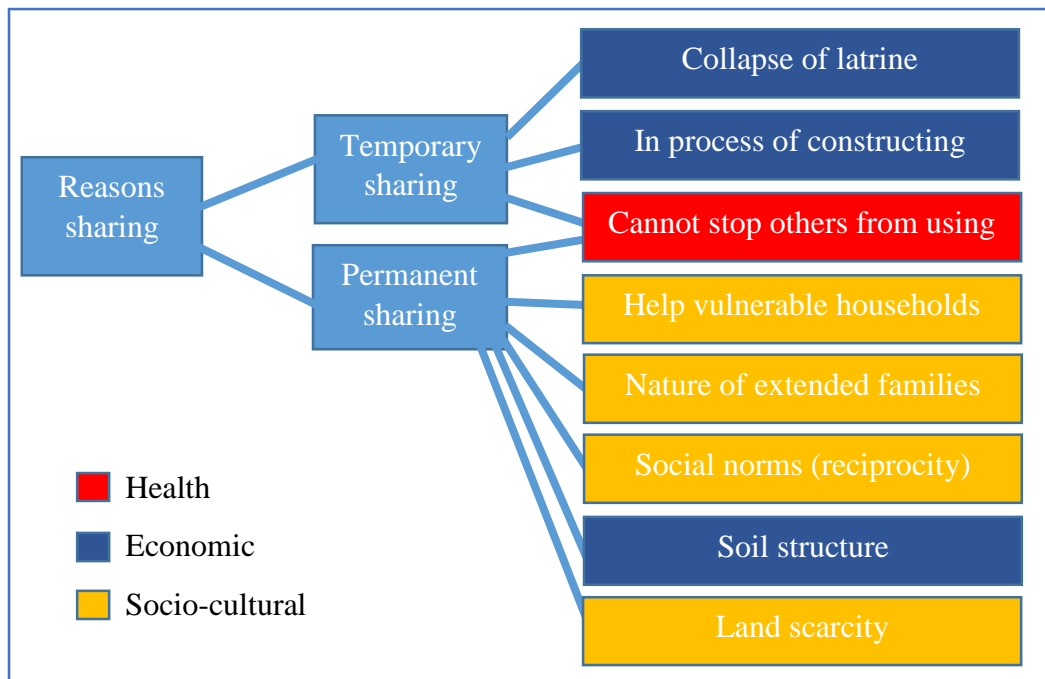 Reasons
sharing
Temporary
sharing
Permanent
sharing
Collapse of latrine
In process of constructing
Cannot stop others from using
Help vulnerable households
Nature of extended families
Social norms (reciprocity)
Soil structure
Land scarcity
Health
Economic
Socio-cultural